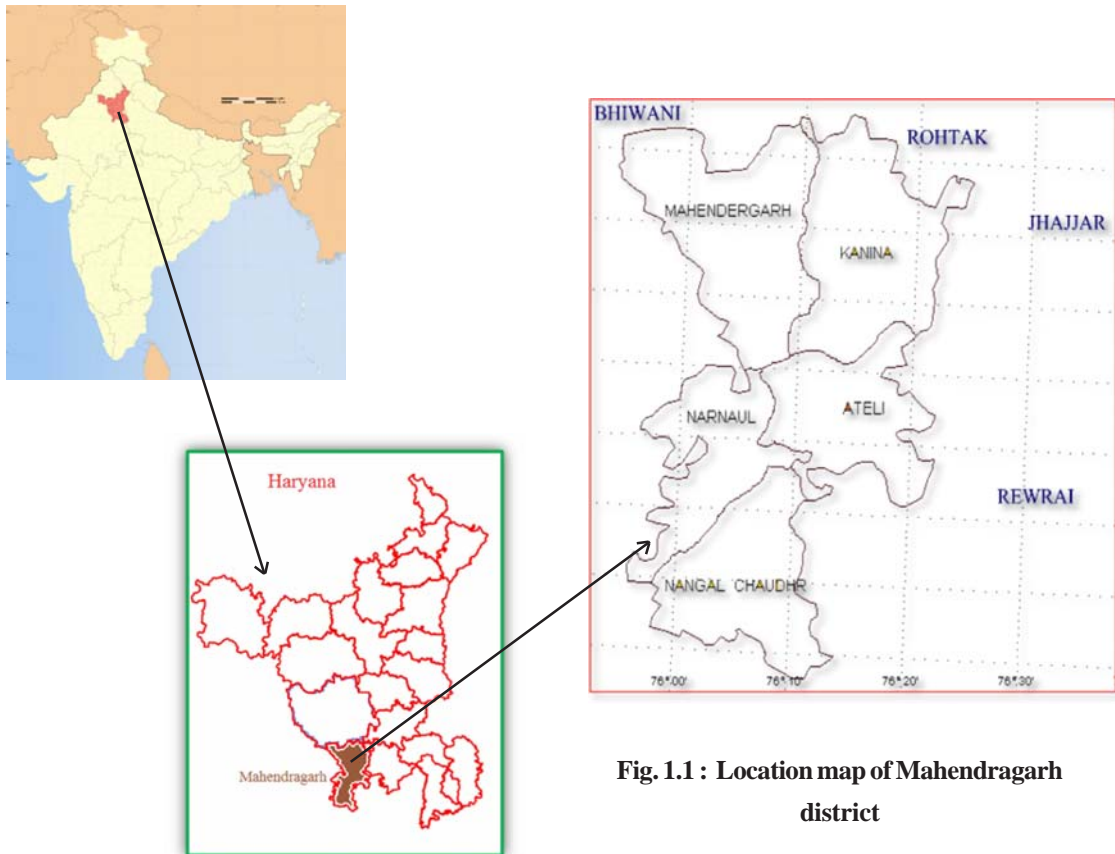 BHIWANI
ROHTAK
MAHENDERGARH
JHAJJAR
KANINA
NARNAUL
ATELI
REWRAI
NANGAL CHAUDHR
76°00'
76°10'
76°20'
76°30'
Haryana
Mahendragarh
Fig. 1.1 : Location map of Mahendragarh
district